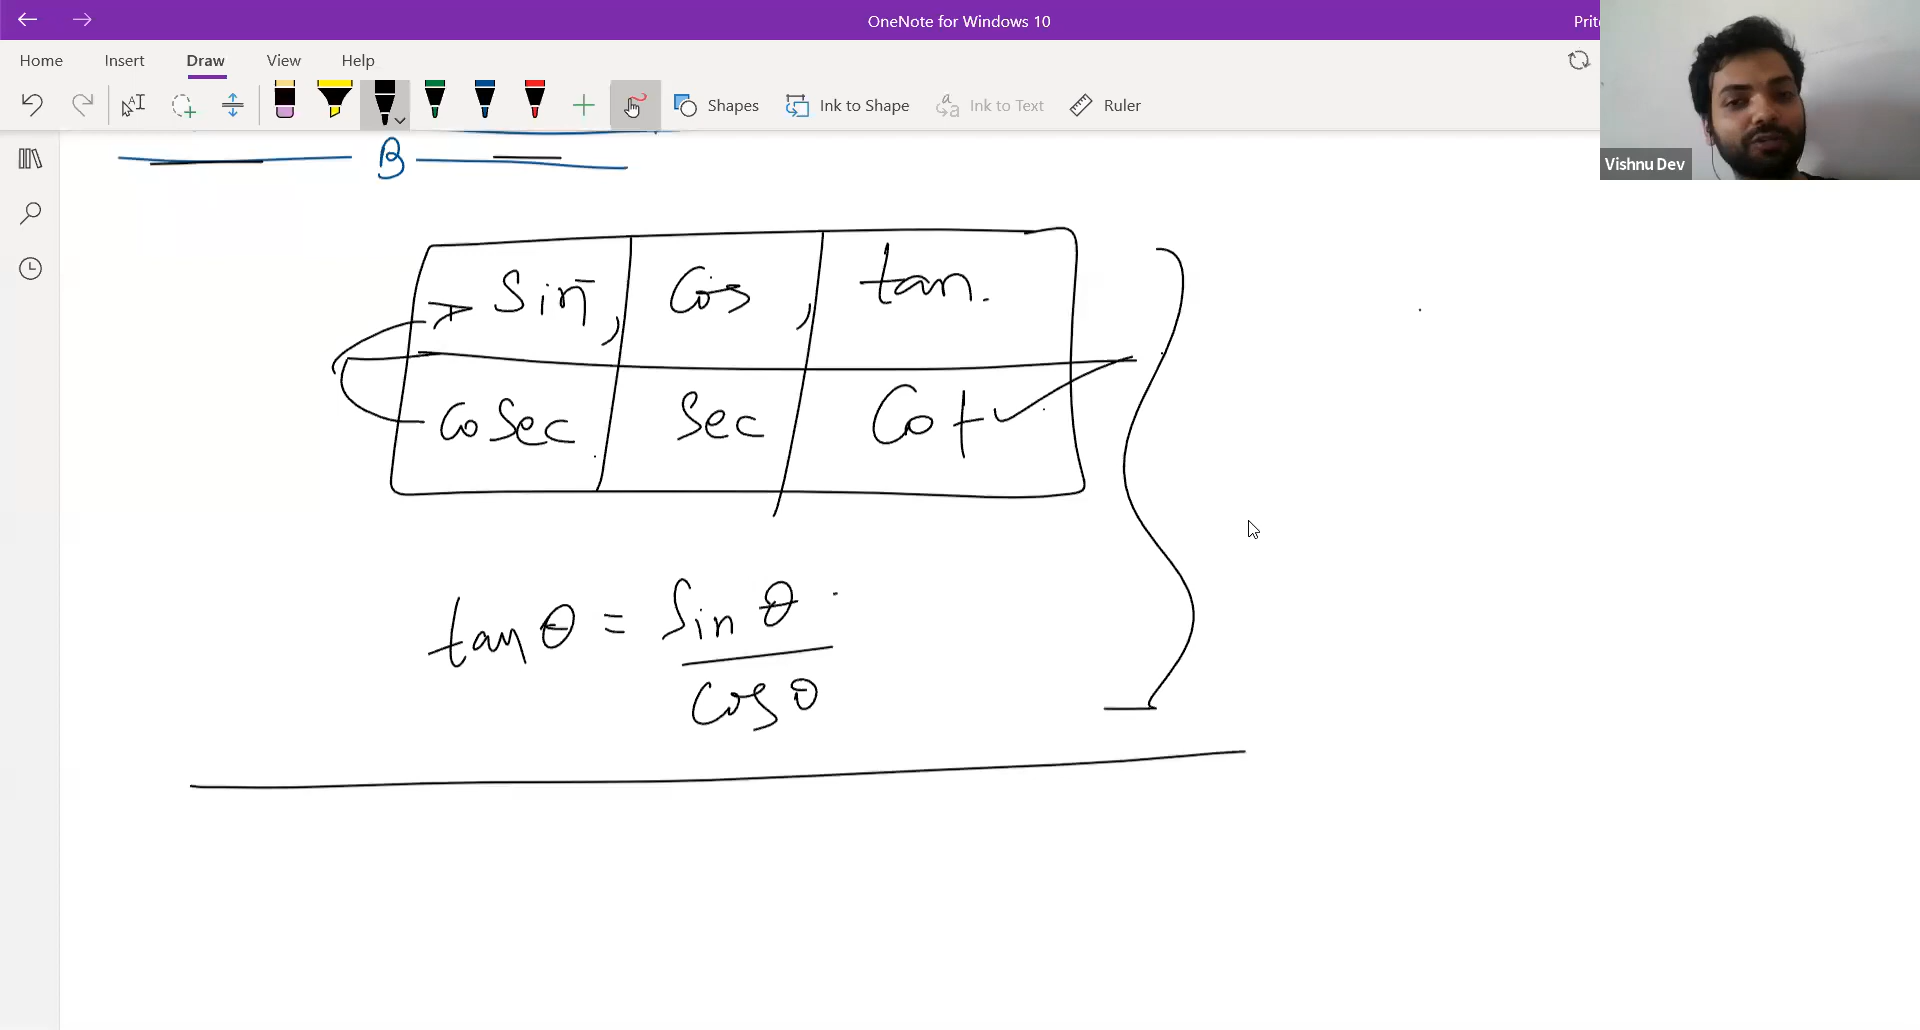 OneNote for Windows 10
Home Insert Draw View Help
Shapes Ink to Shape Ink to Text Ruler
Vishnu Dev
B
Sin, Cos, tan.
CoSec Sec Cot
tan θ = Sin θ
Cos θ